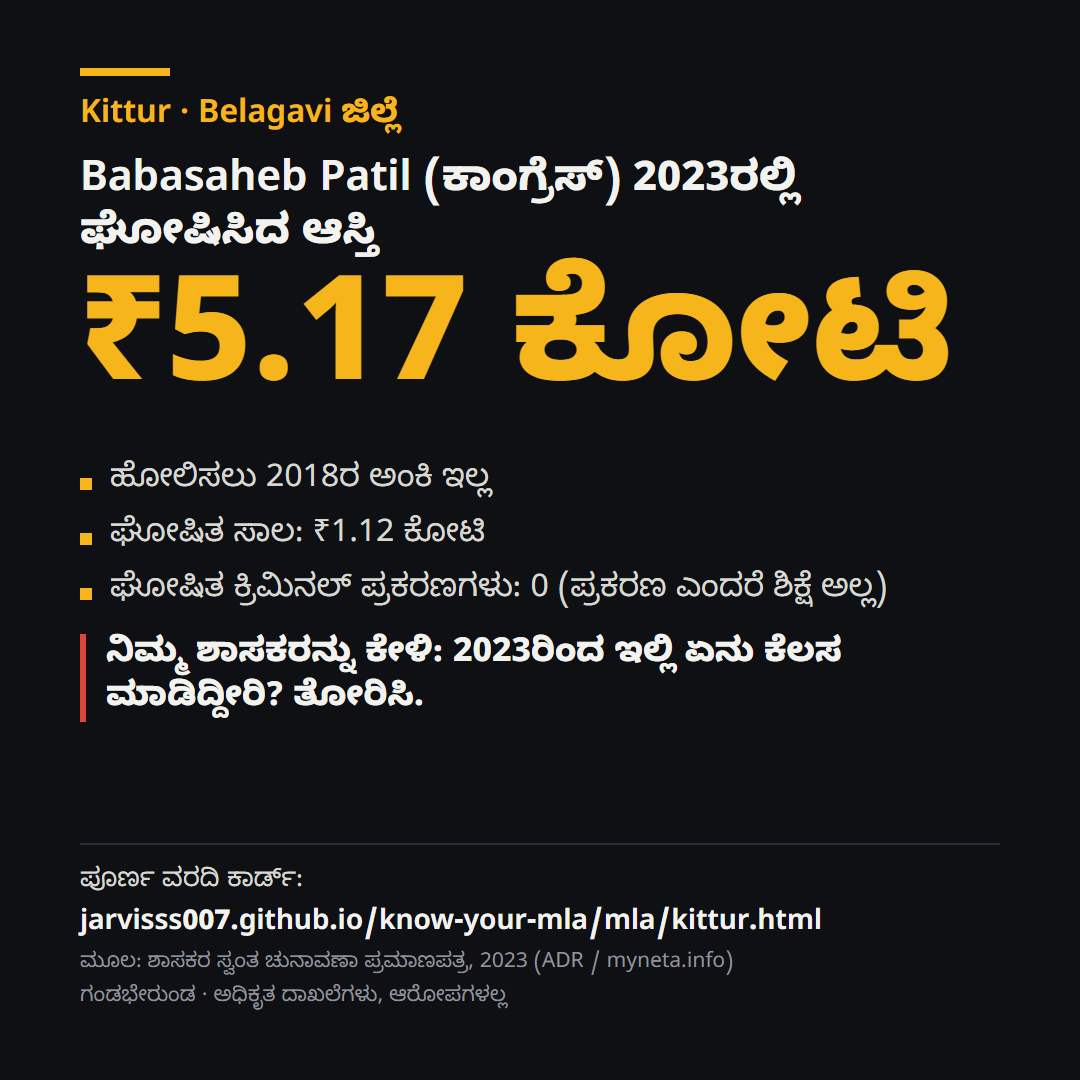 Kittur · Belagavi ಜಿಲ್ಲೆ
Babasaheb Patil (ಕಾಂಗ್ರೆಸ್) 2023ರಲ್ಲಿ
ಘೋಷಿಸಿದ ಆಸ್ತಿ
₹5.17 ಕೋಟಿ
ಹೋಲಿಸಲು 2018ರ ಅಂಕಿ ಇಲ್ಲ
ಘೋಷಿತ ಸಾಲ: ₹1.12 ಕೋಟಿ
ಘೋಷಿತ ಕ್ರಿಮಿನಲ್ ಪ್ರಕರಣಗಳು: 0 (ಪ್ರಕರಣ ಎಂದರೆ ಶಿಕ್ಷೆ ಅಲ್ಲ)
ನಿಮ್ಮ ಶಾಸಕರನ್ನು ಕೇಳಿ: 2023ರಿಂದ ಇಲ್ಲಿ ಏನು ಕೆಲಸ
ಮಾಡಿದ್ದೀರಿ? ತೋರಿಸಿ.
ಪೂರ್ಣ ವರದಿ ಕಾರ್ಡ್:
jarvisss007.github.io/know-your-mla/mla/kittur.html
ಮೂಲ: ಶಾಸಕರ ಸ್ವಂತ ಚುನಾವಣಾ ಪ್ರಮಾಣಪತ್ರ, 2023 (ADR / myneta.info)
ಗಂಡಭೇರುಂಡ · ಅಧಿಕೃತ ದಾಖಲೆಗಳು, ಆರೋಪಗಳಲ್ಲ